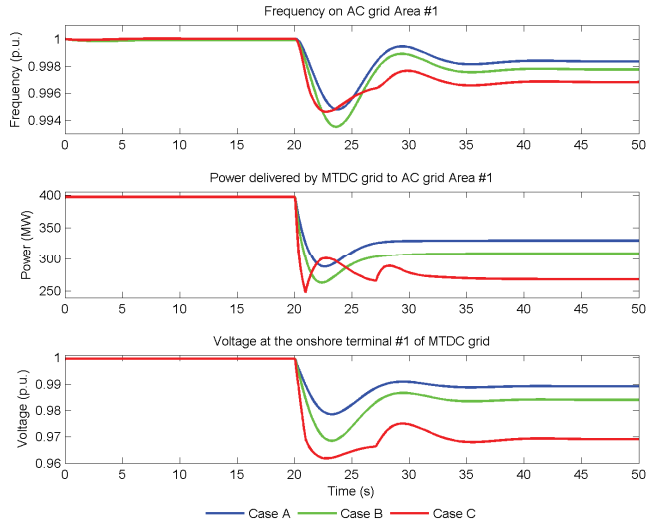 Frequency on AC grid Area #1
Frequency (p.u.)
1
0.998
0.996
0.994
0 5 10 15 20 25 30 35 40 45 50
Power delivered by MTDC grid to AC grid Area #1
Power (MW)
400
350
300
250
0 5 10 15 20 25 30 35 40 45 50
Voltage at the onshore terminal #1 of MTDC grid
Voltage (p.u.)
1
0.99
0.98
0.97
0.96
0 5 10 15 20 25 30 35 40 45 50
Time (s)
Case A Case B Case C